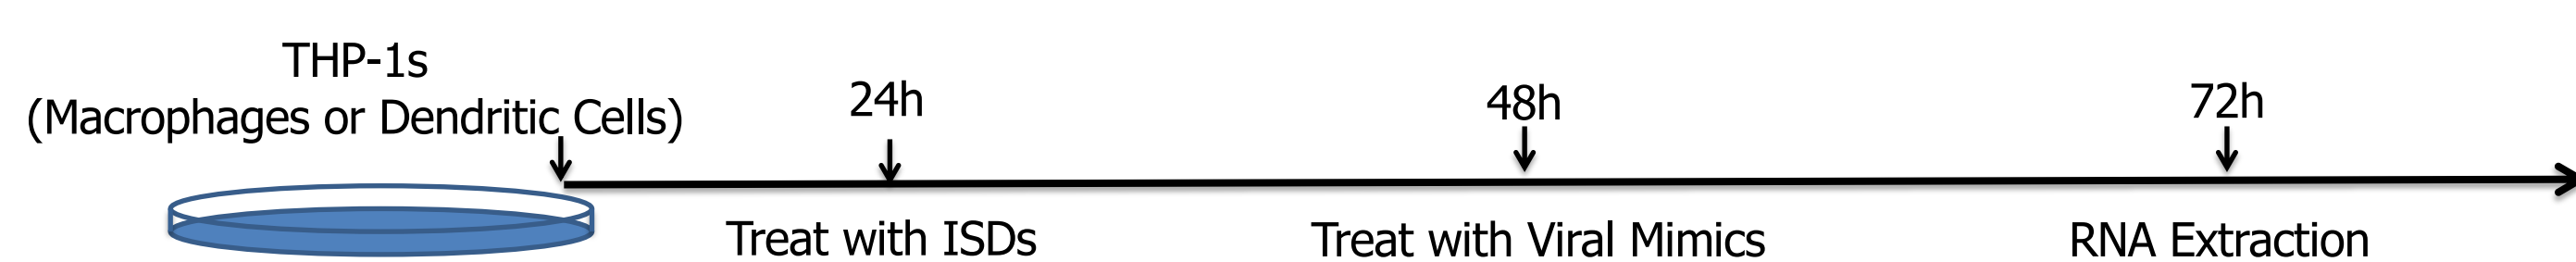 THP-1s
(Macrophages or Dendritic Cells)
24h
48h
72h
Treat with ISDs
Treat with Viral Mimics
RNA Extraction